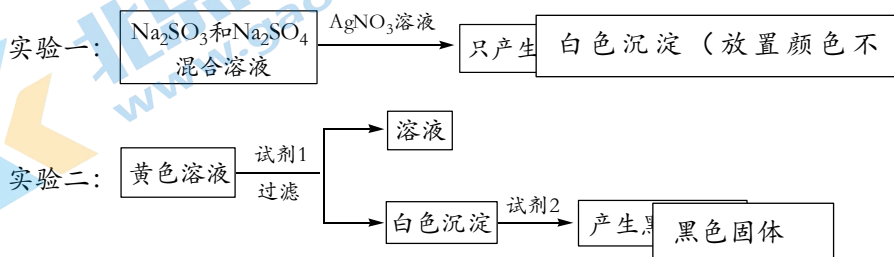 实验一： Na₂SO₃和Na₂SO₄混合溶液 AgNO₃溶液 只产生 白色沉淀（放置颜色不
溶液
实验二： 黄色溶液 试剂1 过滤
白色沉淀 试剂2 产生 黑色固体